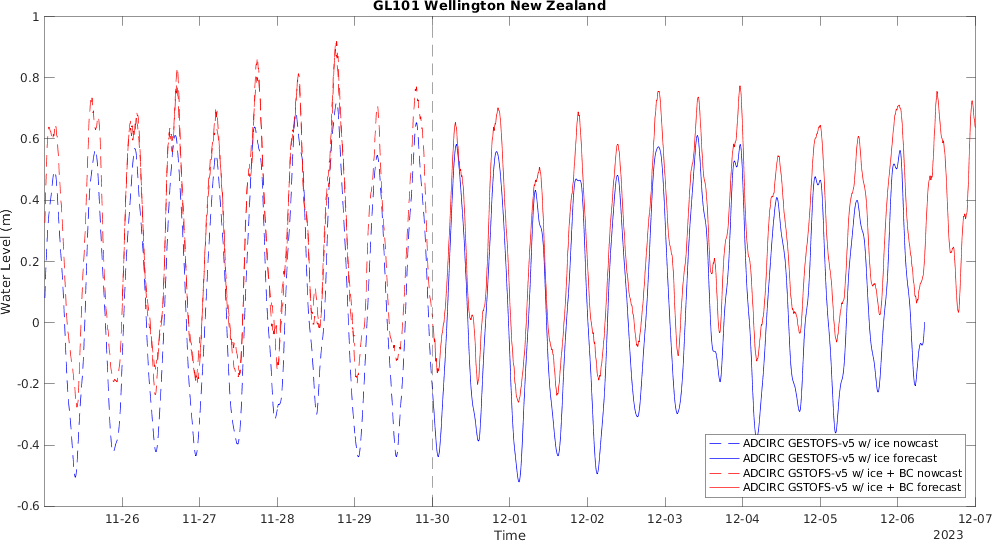 GL101 Wellington New Zealand
1
0.8
0.6
0.4
0.2
0
-0.2
-0.4
-0.6
Water Level (m)
ADCIRC GESTOFS-v5 w/ ice nowcast
ADCIRC GESTOFS-v5 w/ ice forecast
ADCIRC GSTOFS-v5 w/ ice + BC nowcast
ADCIRC GSTOFS-v5 w/ ice + BC forecast
11-26 11-27 11-28 11-29 11-30 12-01 12-02 12-03 12-04 12-05 12-06 12-07
Time
2023